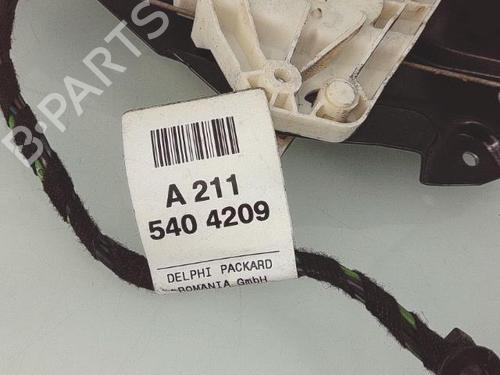 B-PARTS
A 211
540 4209
DELPHI PACKARD
ROMANIA GmbH